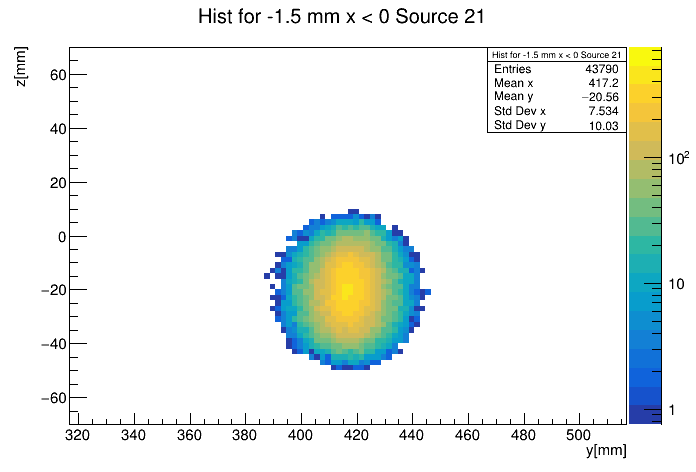 Hist for -1.5 mm x < 0 Source 21
z[mm]
Hist for -1.5 mm x < 0 Source 21
Entries 43790
Mean x 417.2
Mean y −20.56
Std Dev x 7.534
Std Dev y 10.03
60
40
20
0
−20
−40
−60
10²
10
1
320 340 360 380 400 420 440 460 480 500
y[mm]